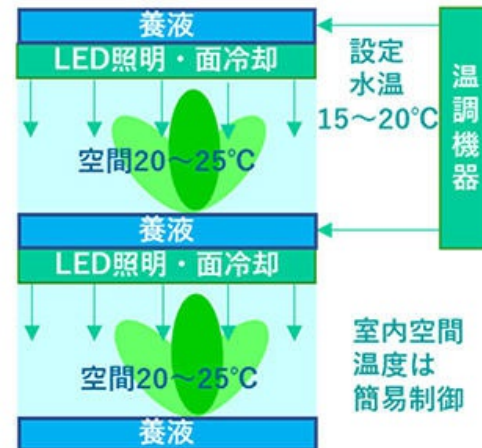 養液
LED照明・面冷却
空間20～25℃
養液
LED照明・面冷却
空間20～25℃
養液
設定
水温
15～20℃
温調機器
室内空間
温度は
簡易制御